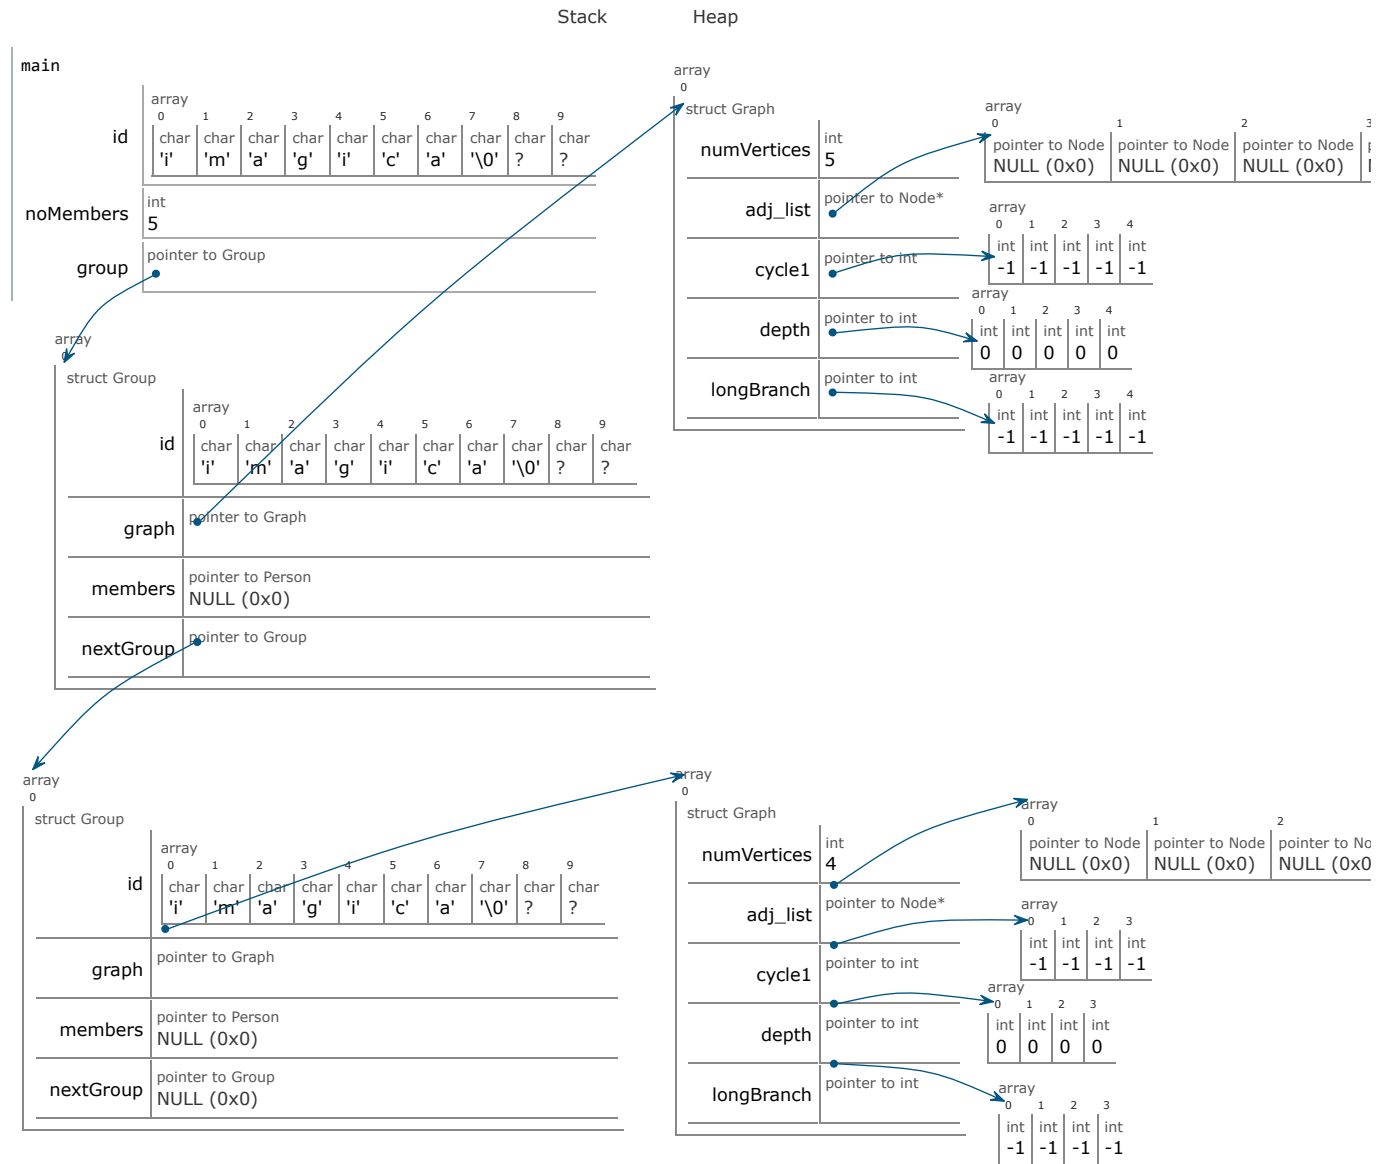 Stack Heap
main
id
array
0 1 2 3 4 5 6 7 8 9
char char char char char char char char char char
'i' 'm' 'a' 'g' 'i' 'c' 'a' '\0' ? ?
noMembers
int
5
group
pointer to Group
array
0
struct Group
id
array
0 1 2 3 4 5 6 7 8 9
char char char char char char char char char char
'i' 'm' 'a' 'g' 'i' 'c' 'a' '\0' ? ?
graph
pointer to Graph
members
pointer to Person
NULL (0x0)
nextGroup
pointer to Group
array
0
struct Graph
numVertices
int
5
adj_list
pointer to Node*
cycle1
pointer to int
depth
pointer to int
longBranch
pointer to int
array
0 1 2 3
pointer to Node pointer to Node pointer to Node
NULL (0x0) NULL (0x0) NULL (0x0)
array
0 1 2 3 4
int int int int int
-1 -1 -1 -1 -1
array
0 1 2 3 4
int int int int int
0 0 0 0 0
array
0 1 2 3 4
int int int int int
-1 -1 -1 -1 -1
array
0
struct Group
id
array
0 1 2 3 4 5 6 7 8 9
char char char char char char char char char char
'i' 'm' 'a' 'g' 'i' 'c' 'a' '\0' ? ?
graph
pointer to Graph
members
pointer to Person
NULL (0x0)
nextGroup
pointer to Group
NULL (0x0)
array
0
struct Graph
numVertices
int
4
adj_list
pointer to Node*
cycle1
pointer to int
depth
pointer to int
longBranch
pointer to int
array
0 1 2
pointer to Node pointer to Node pointer to No
NULL (0x0) NULL (0x0) NULL (0x0
array
0 1 2 3
int int int int
-1 -1 -1 -1
array
0 1 2 3
int int int int
0 0 0 0
array
0 1 2 3
int int int int
-1 -1 -1 -1